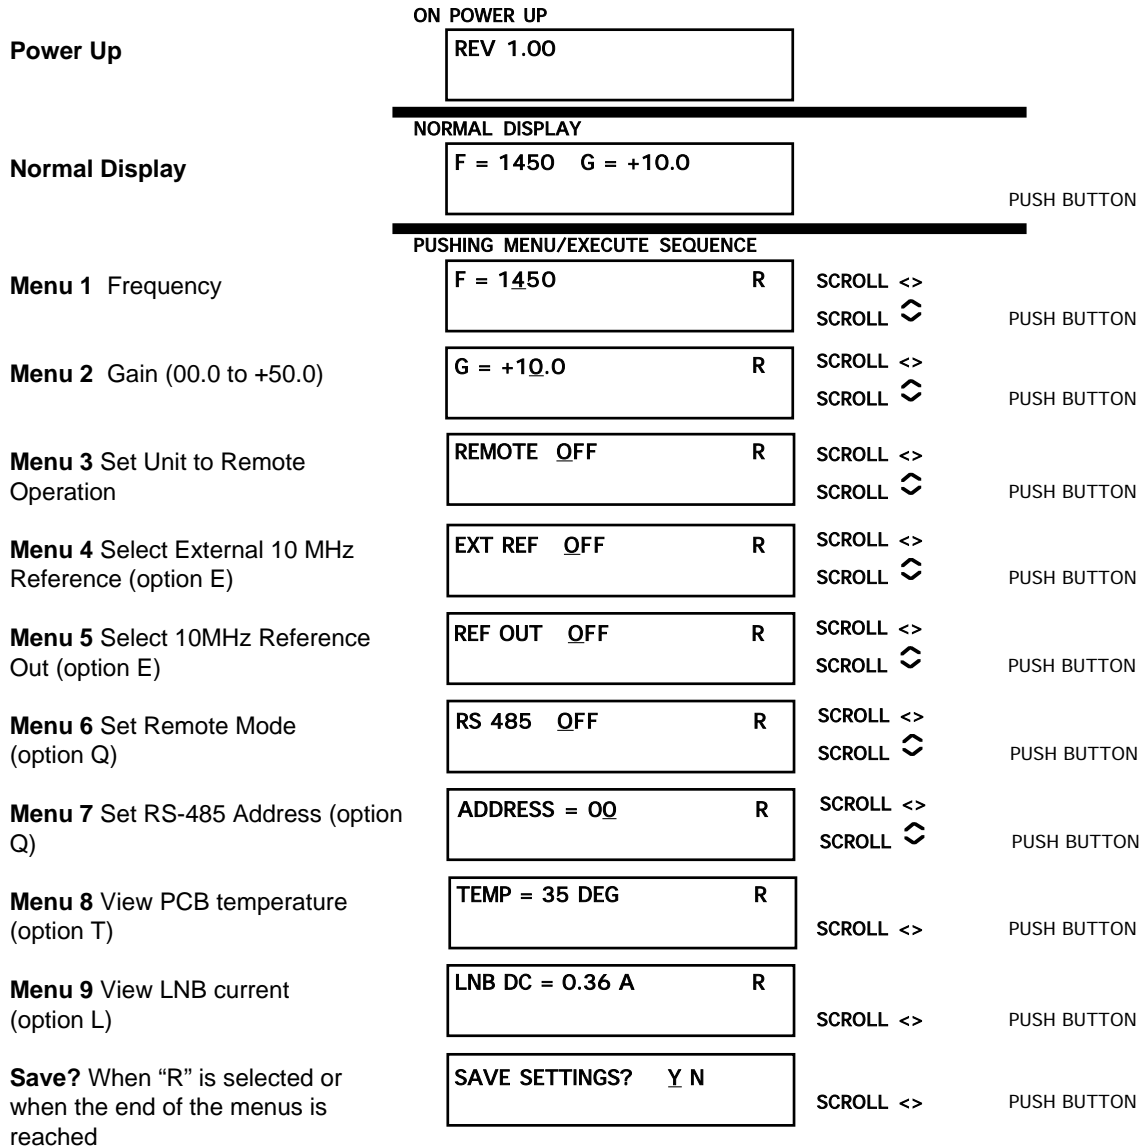 ON POWER UP
Power Up
REV 1.00
NORMAL DISPLAY
Normal Display
F = 1450 G = +10.0
PUSH BUTTON
PUSHING MENU/EXECUTE SEQUENCE
Menu 1 Frequency
F = 1450 R
SCROLL <>
SCROLL
PUSH BUTTON
Menu 2 Gain (00.0 to +50.0)
G = +10.0 R
SCROLL <>
SCROLL
PUSH BUTTON
Menu 3 Set Unit to Remote
Operation
REMOTE OFF R
SCROLL <>
SCROLL
PUSH BUTTON
Menu 4 Select External 10 MHz
Reference (option E)
EXT REF OFF R
SCROLL <>
SCROLL
PUSH BUTTON
Menu 5 Select 10MHz Reference
Out (option E)
REF OUT OFF R
SCROLL <>
SCROLL
PUSH BUTTON
Menu 6 Set Remote Mode
(option Q)
RS 485 OFF R
SCROLL <>
SCROLL
PUSH BUTTON
Menu 7 Set RS-485 Address (option
Q)
ADDRESS = 00 R
SCROLL <>
SCROLL
PUSH BUTTON
Menu 8 View PCB temperature
(option T)
TEMP = 35 DEG R
SCROLL <>
PUSH BUTTON
Menu 9 View LNB current
(option L)
LNB DC = 0.36 A R
SCROLL <>
PUSH BUTTON
Save? When “R” is selected or
when the end of the menus is
reached
SAVE SETTINGS? Y N
SCROLL <>
PUSH BUTTON